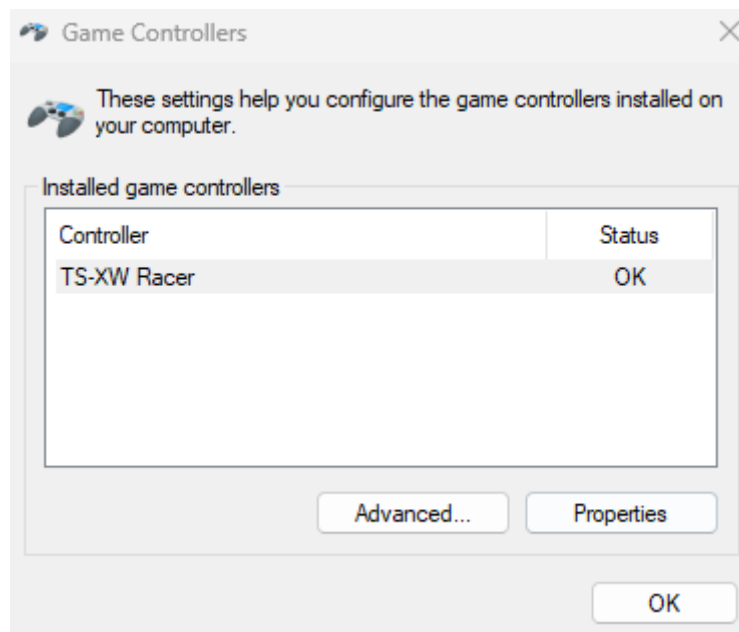 Game Controllers
These settings help you configure the game controllers installed on
your computer.
Installed game controllers
Controller Status
TS-XW Racer OK
Advanced... Properties
OK